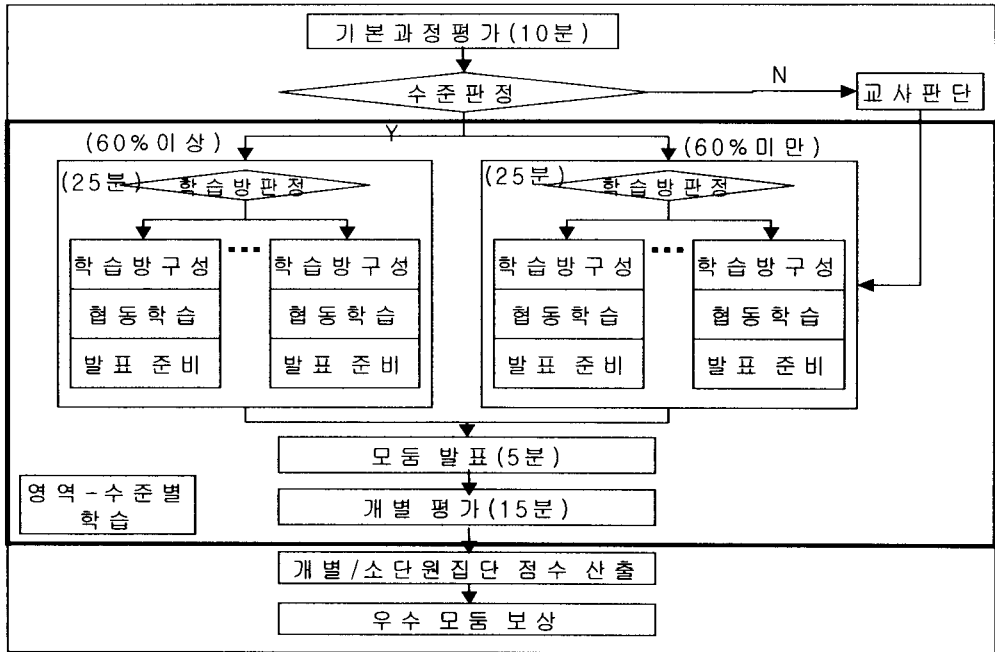 기본과정평가(10분)
수준판정
N
교사판단
Y
(60%이상)
(60%미만)
(25분)
학습방판정
(25분)
학습방판정
학습방구성
협동학습
발표 준비
학습방구성
협동학습
발표 준비
학습방구성
협동학습
발표 준비
학습방구성
협동학습
발표 준비
모둠 발표(5분)
개별 평가(15분)
영역-수준별
학습
개별/소단원집단 점수 산출
우수 모둠 보상